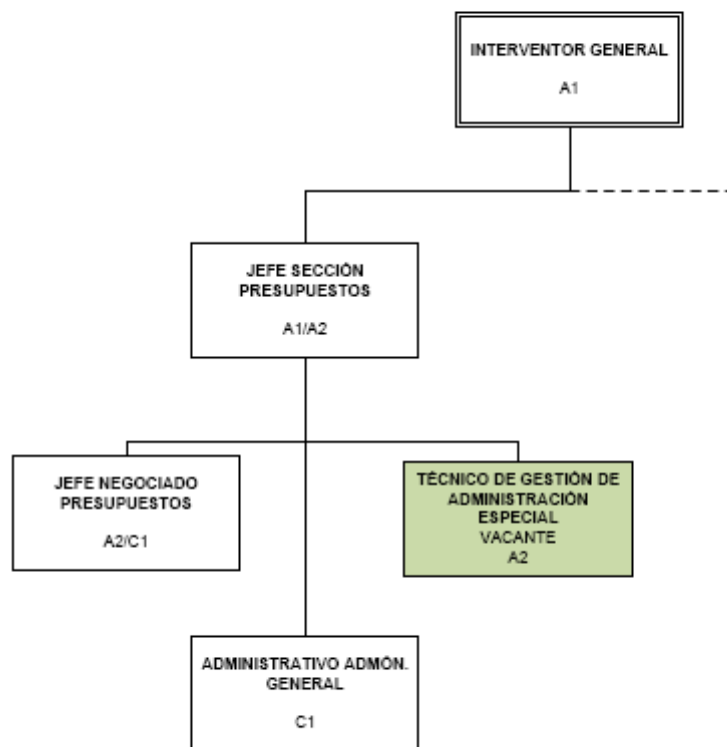 INTERVENTOR GENERAL
A1
JEFE SECCIÓN
PRESUPUESTOS
A1/A2
JEFE NEGOCIADO
PRESUPUESTOS
A2/C1
TÉCNICO DE GESTIÓN DE
ADMINISTRACIÓN
ESPECIAL
VACANTE
A2
ADMINISTRATIVO ADMÓN.
GENERAL
C1